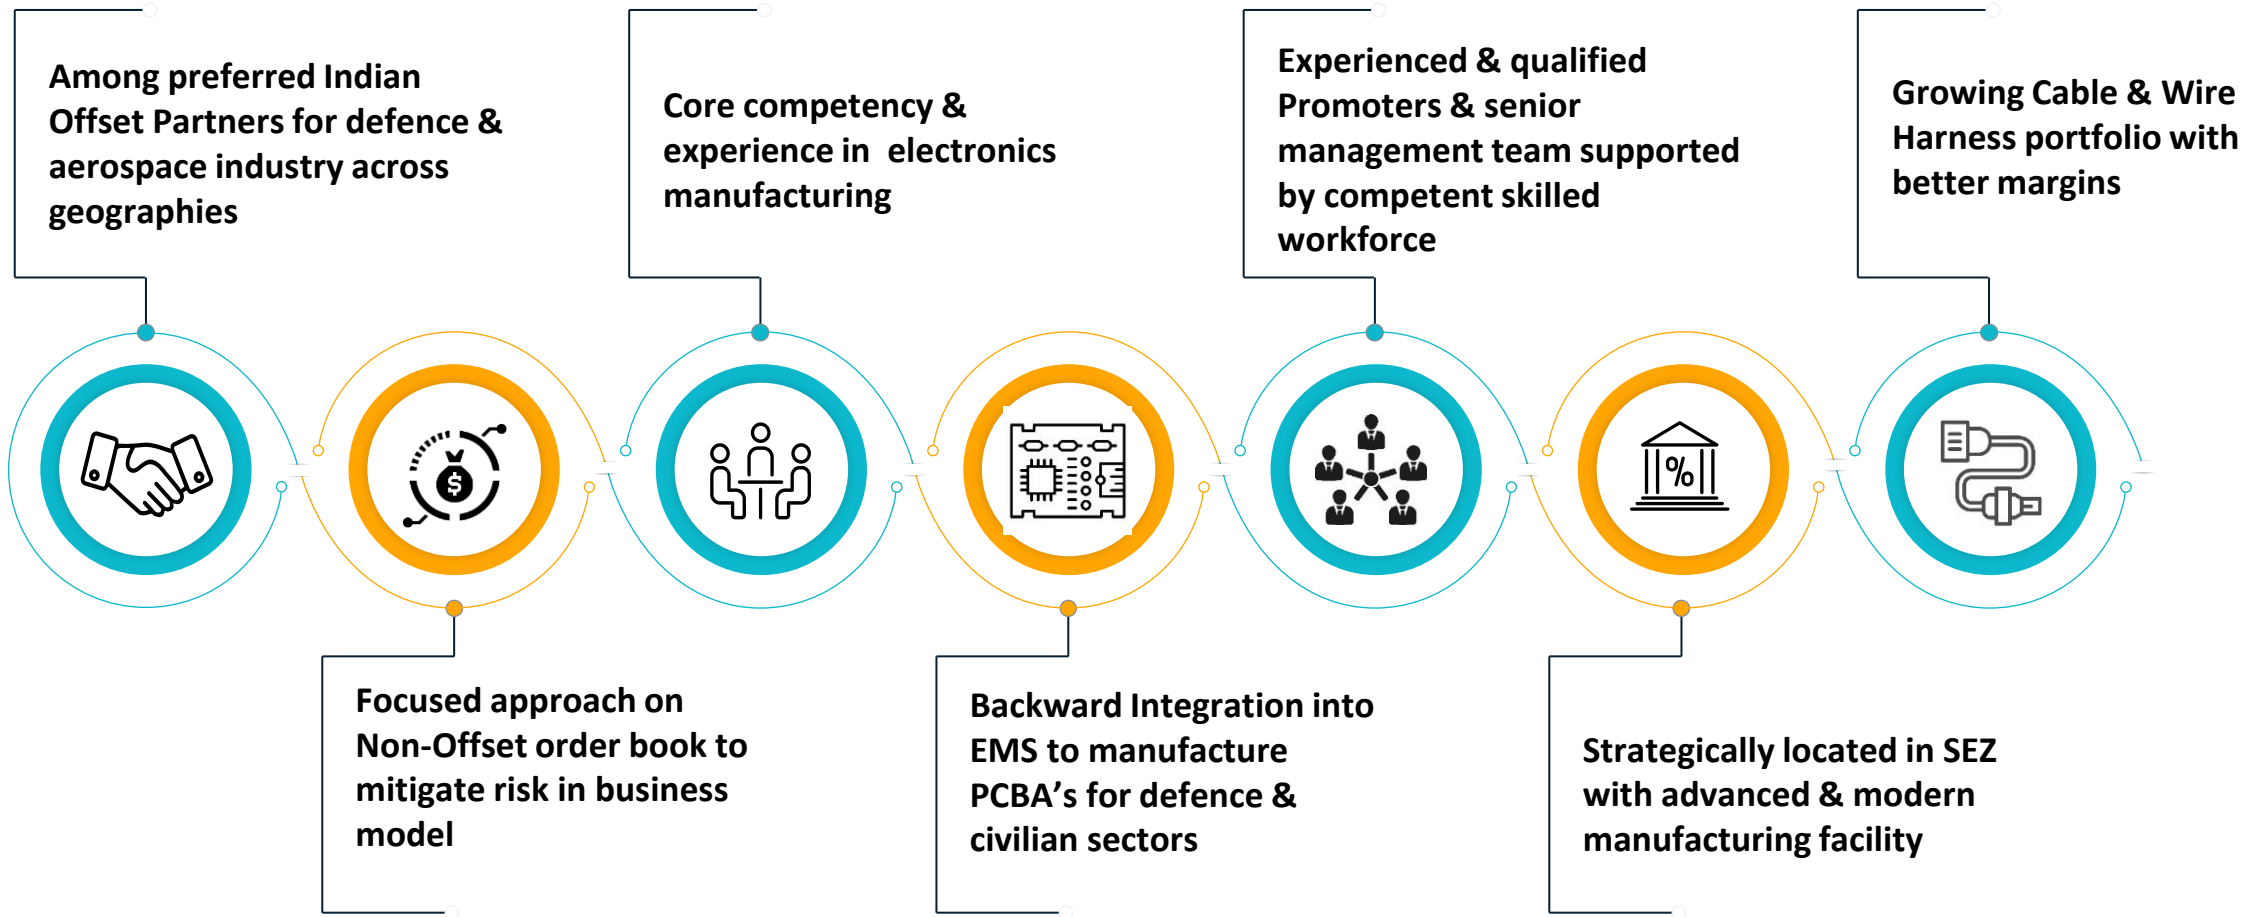 Among preferred Indian
Offset Partners for defence &
aerospace industry across
geographies
Focused approach on
Non-Offset order book to
mitigate risk in business
model
Core competency &
experience in  electronics
manufacturing
Backward Integration into
EMS to manufacture
PCBA’s for defence &
civilian sectors
Experienced & qualified
Promoters & senior
management team supported
by competent skilled
workforce
Strategically located in SEZ
with advanced & modern
manufacturing facility
Growing Cable & Wire
Harness portfolio with
better margins
$
%